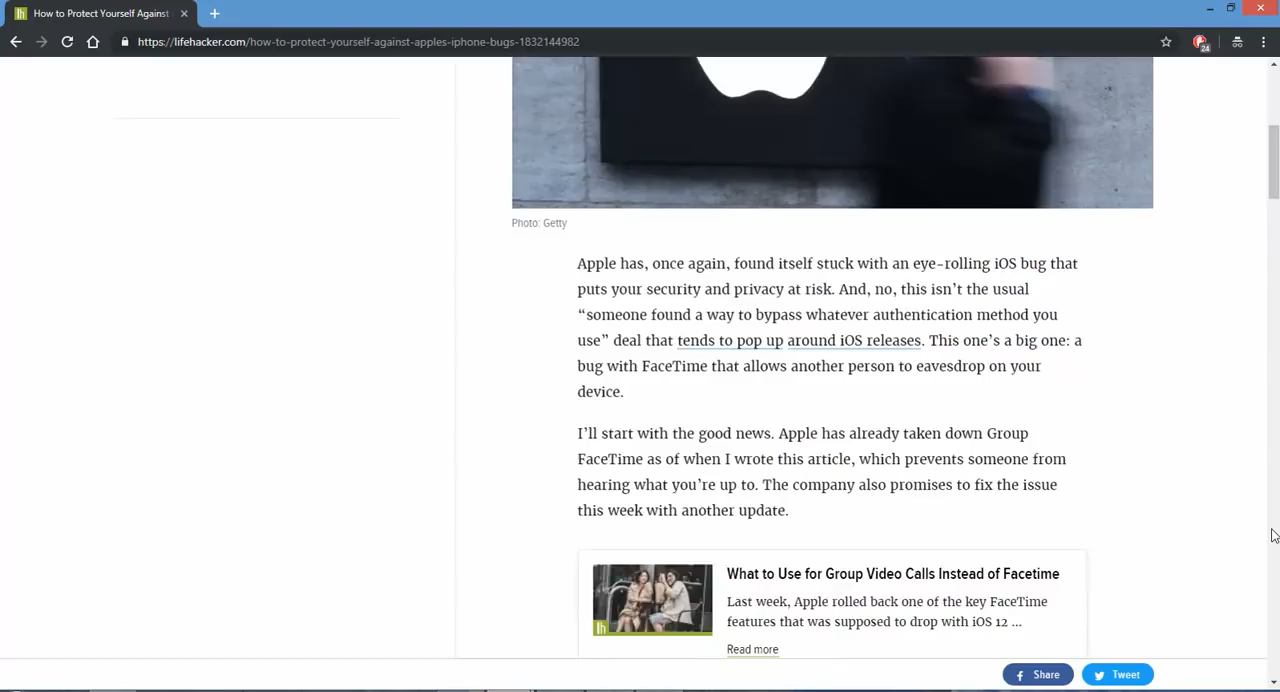 How to Protect Yourself Against
https://lifehacker.com/how-to-protect-yourself-against-apples-iphone-bugs-1832144982
24
Photo: Getty
Apple has, once again, found itself stuck with an eye-rolling iOS bug that
puts your security and privacy at risk. And, no, this isn’t the usual
“someone found a way to bypass whatever authentication method you
use” deal that tends to pop up around iOS releases. This one’s a big one: a
bug with FaceTime that allows another person to eavesdrop on your
device.
I’ll start with the good news. Apple has already taken down Group
FaceTime as of when I wrote this article, which prevents someone from
hearing what you’re up to. The company also promises to fix the issue
this week with another update.
What to Use for Group Video Calls Instead of Facetime
Last week, Apple rolled back one of the key FaceTime
features that was supposed to drop with iOS 12 ...
lh
Read more
Share
Tweet